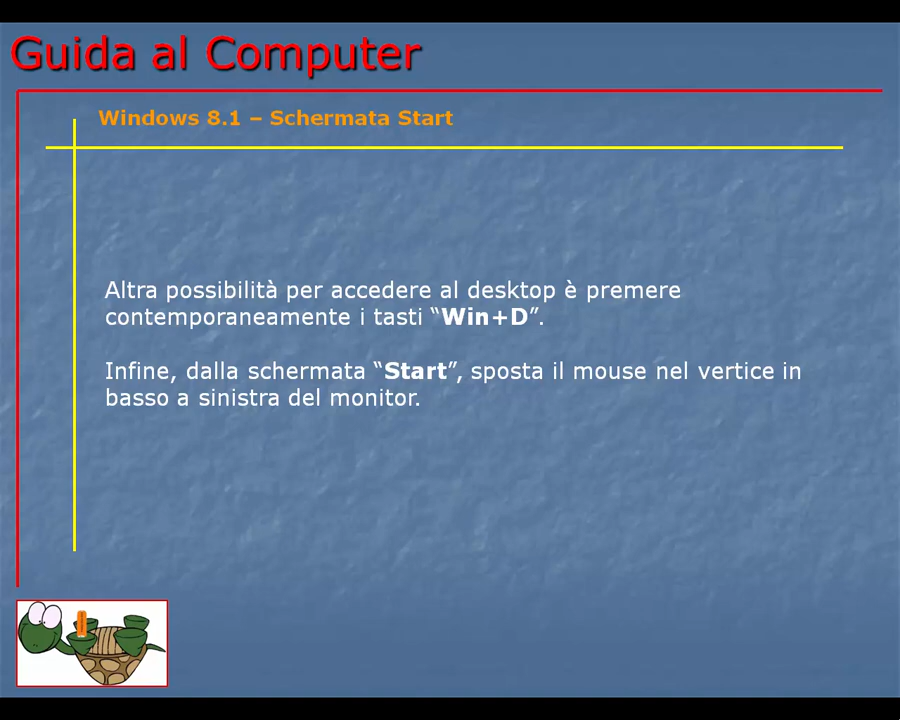 Guida al Computer
Windows 8.1 – Schermata Start
Altra possibilità per accedere al desktop è premere
contemporaneamente i tasti “Win+D”.
Infine, dalla schermata “Start”, sposta il mouse nel vertice in
basso a sinistra del monitor.